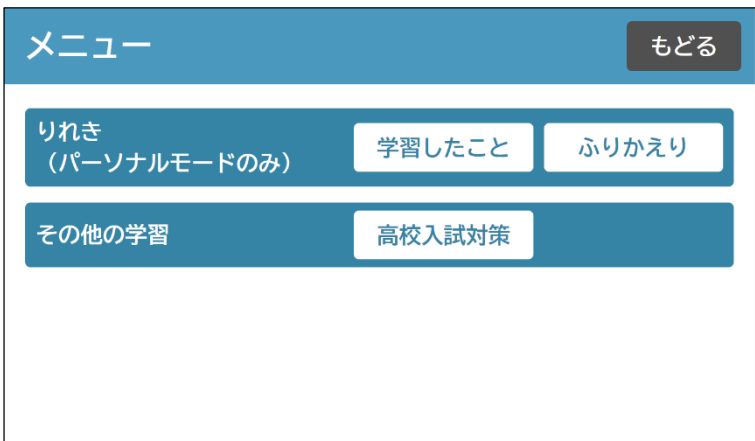 メニュー
もどる
りれき
（パーソナルモードのみ）
学習したこと
ふりかえり
その他の学習
高校入試対策